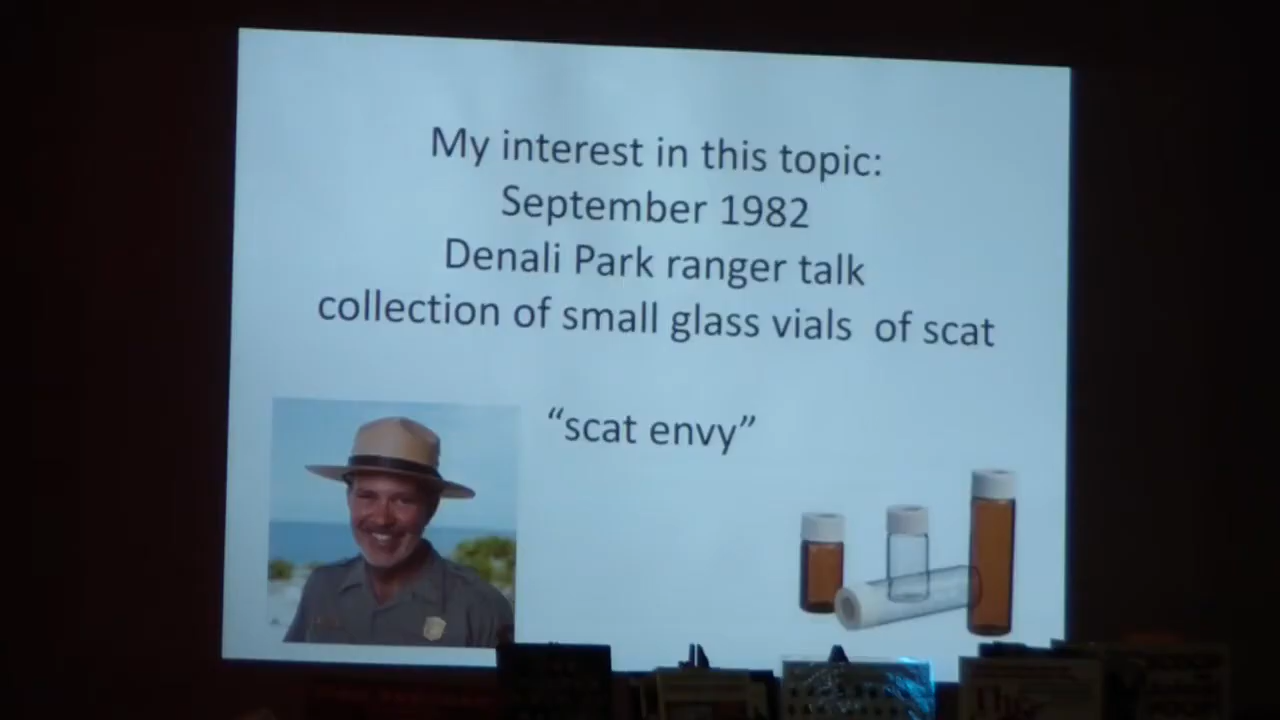 My interest in this topic:
September 1982
Denali Park ranger talk
collection of small glass vials of scat
“scat envy”